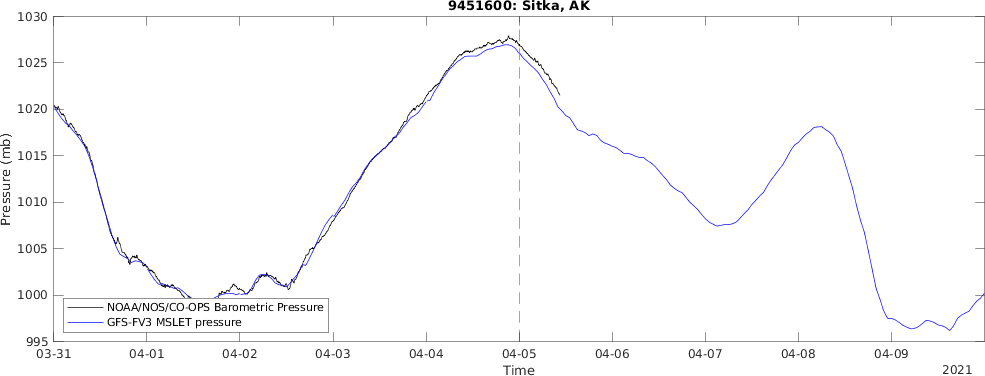 9451600: Sitka, AK
Pressure (mb)
1030
1025
1020
1015
1010
1005
1000
995
NOAA/NOS/CO-OPS Barometric Pressure
GFS-FV3 MSLET pressure
03-31 04-01 04-02 04-03 04-04 04-05 04-06 04-07 04-08 04-09
Time
2021